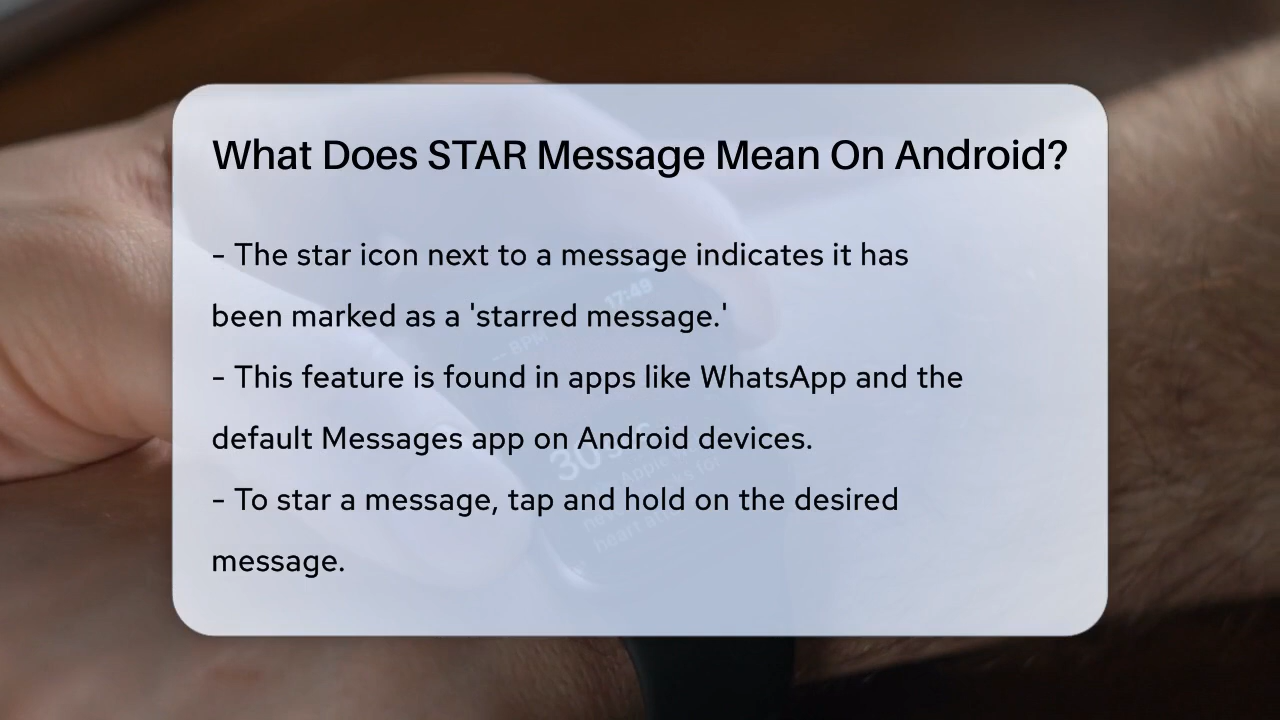 What Does STAR Message Mean On Android?
- The star icon next to a message indicates it has
been marked as a 'starred message.'
- This feature is found in apps like WhatsApp and the
default Messages app on Android devices.
- To star a message, tap and hold on the desired
message.
17:49